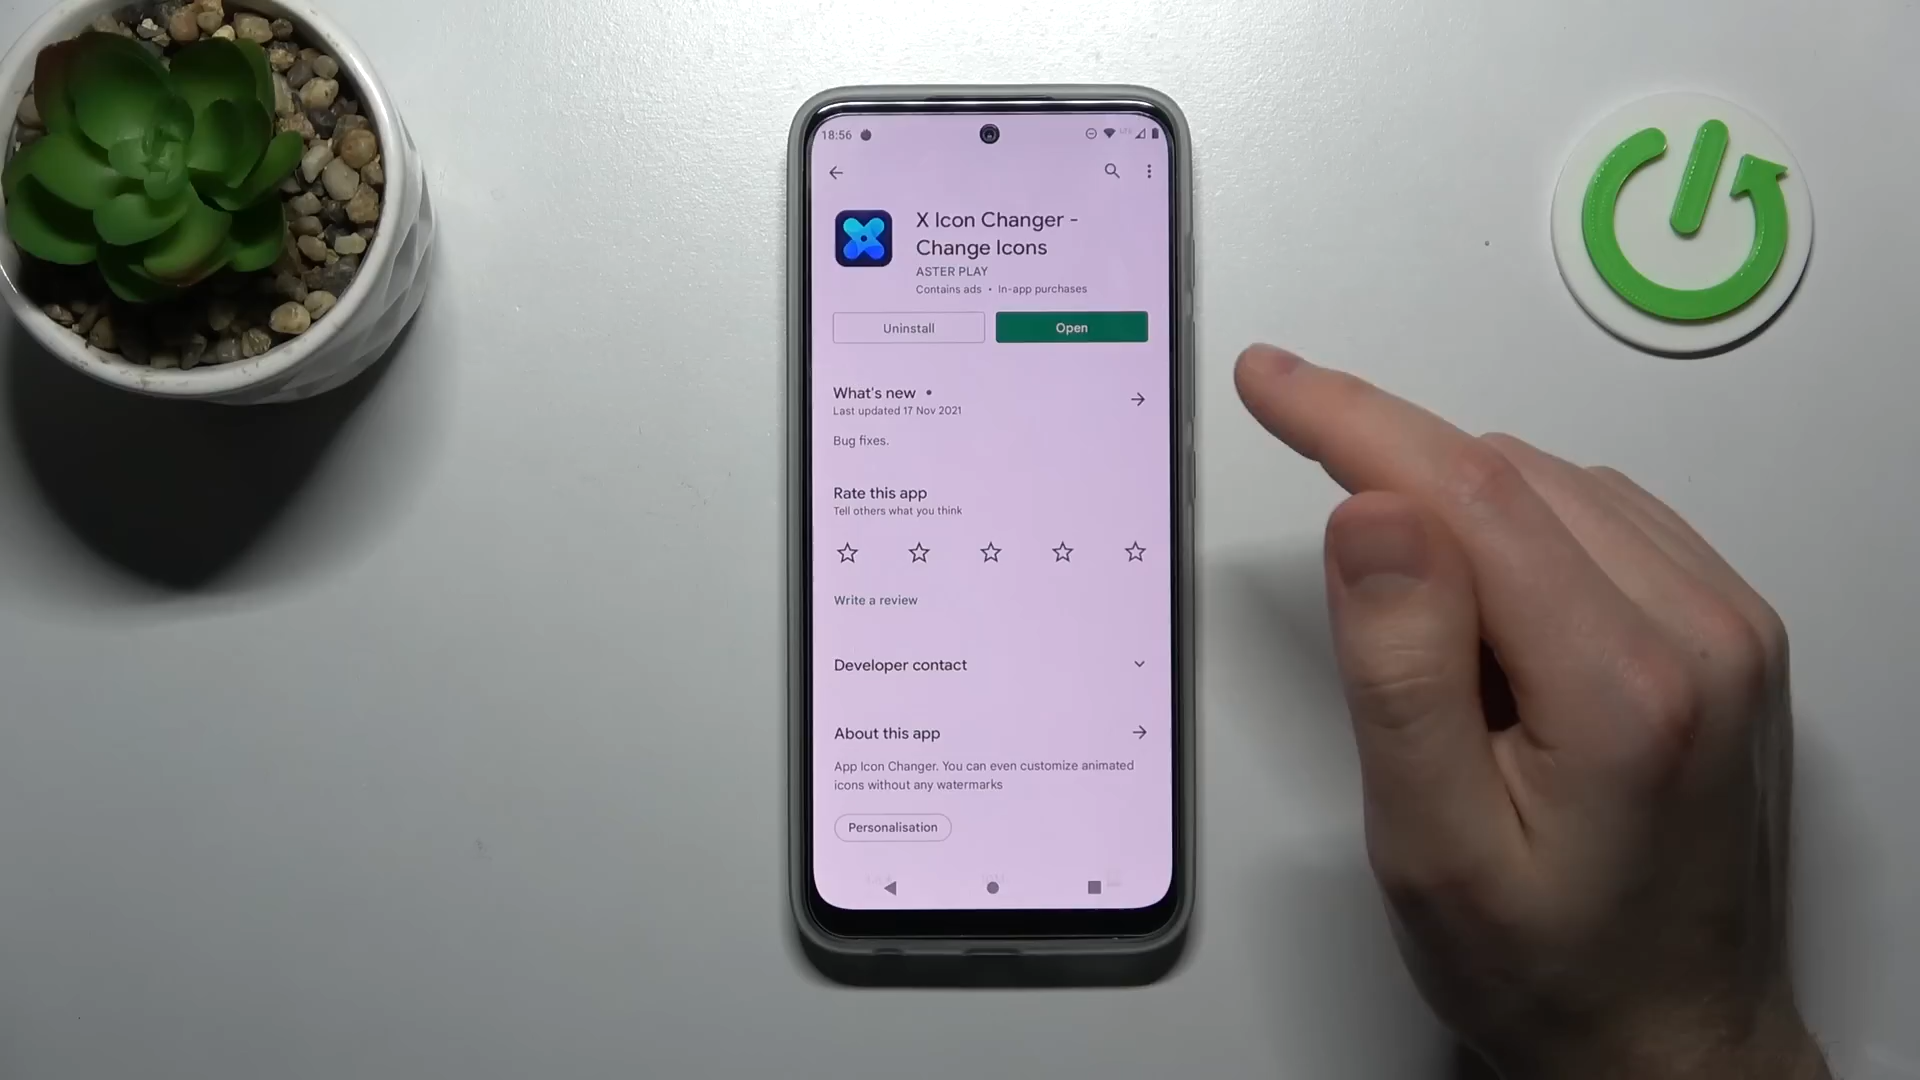 18:56
LTE
X Icon Changer -
Change Icons
ASTER PLAY
Contains ads • In-app purchases
Uninstall
Open
What's new •
Last updated 17 Nov 2021
Bug fixes.
Rate this app
Tell others what you think
Write a review
Developer contact
About this app
App Icon Changer. You can even customize animated
icons without any watermarks
Personalisation